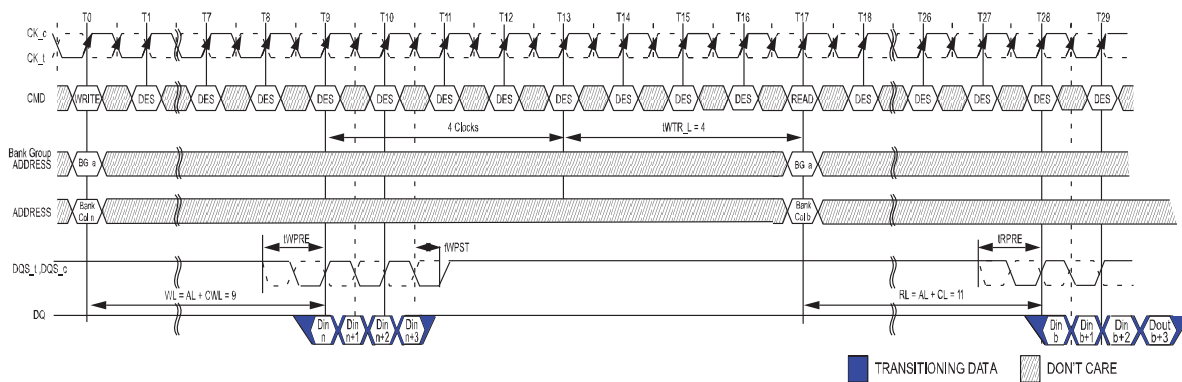 T0 T1 T7 T8 T9 T10 T11 T12 T13 T14 T15 T16 T17 T18 T26 T27 T28 T29
CK_c
CK_t
CMD WRITE DES DES DES DES DES DES DES DES DES DES DES READ DES DES DES DES DES
4 Clocks tWTR_L = 4
Bank Group
ADDRESS BG a BG a
ADDRESS Bank Col n Bank Col b
tWPRE tWPST tRPRE
DQS_t ,DQS_c
WL = AL + CWL = 9 RL = AL + CL = 11
DQ Din n Din n+1 Din n+2 Din n+3 Din b Din b+1 Din b+2 Dout b+3
TRANSITIONING DATA DON'T CARE